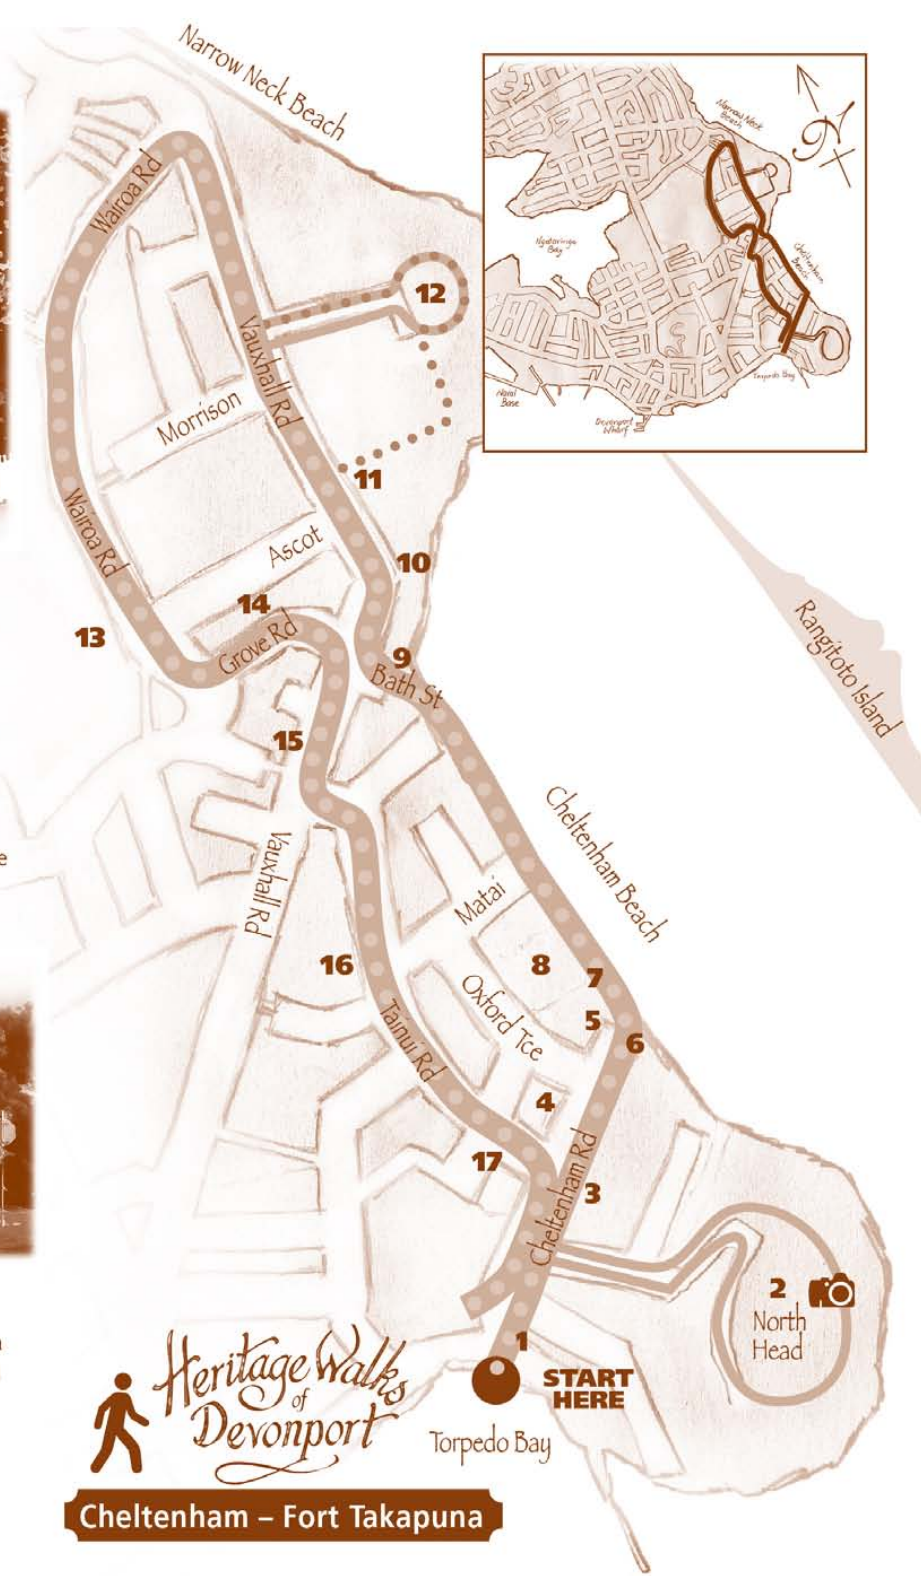 Narrow Neck Beach
Narrow Neck
Beach
Wairoa Rd
Ngataringa
Bay
Cheltenham
Beach
12
Vauxhall Rd
Torpedo Bay
Naval
Base
Devonport
Wharf
Morrison
11
Wairoa Rd
Ascot
10
14
13
Grove Rd
9
Bath St
Rangitoto Island
15
Cheltenham Beach
e
Vauxhall Rd
Matai
16
8
7
Oxford Tce
5
6
Tainui Rd
4
17
3
Cheltenham Rd
2
North
Head
1
START
HERE
Heritage Walks
of
Devonport
Torpedo Bay
Cheltenham – Fort Takapuna